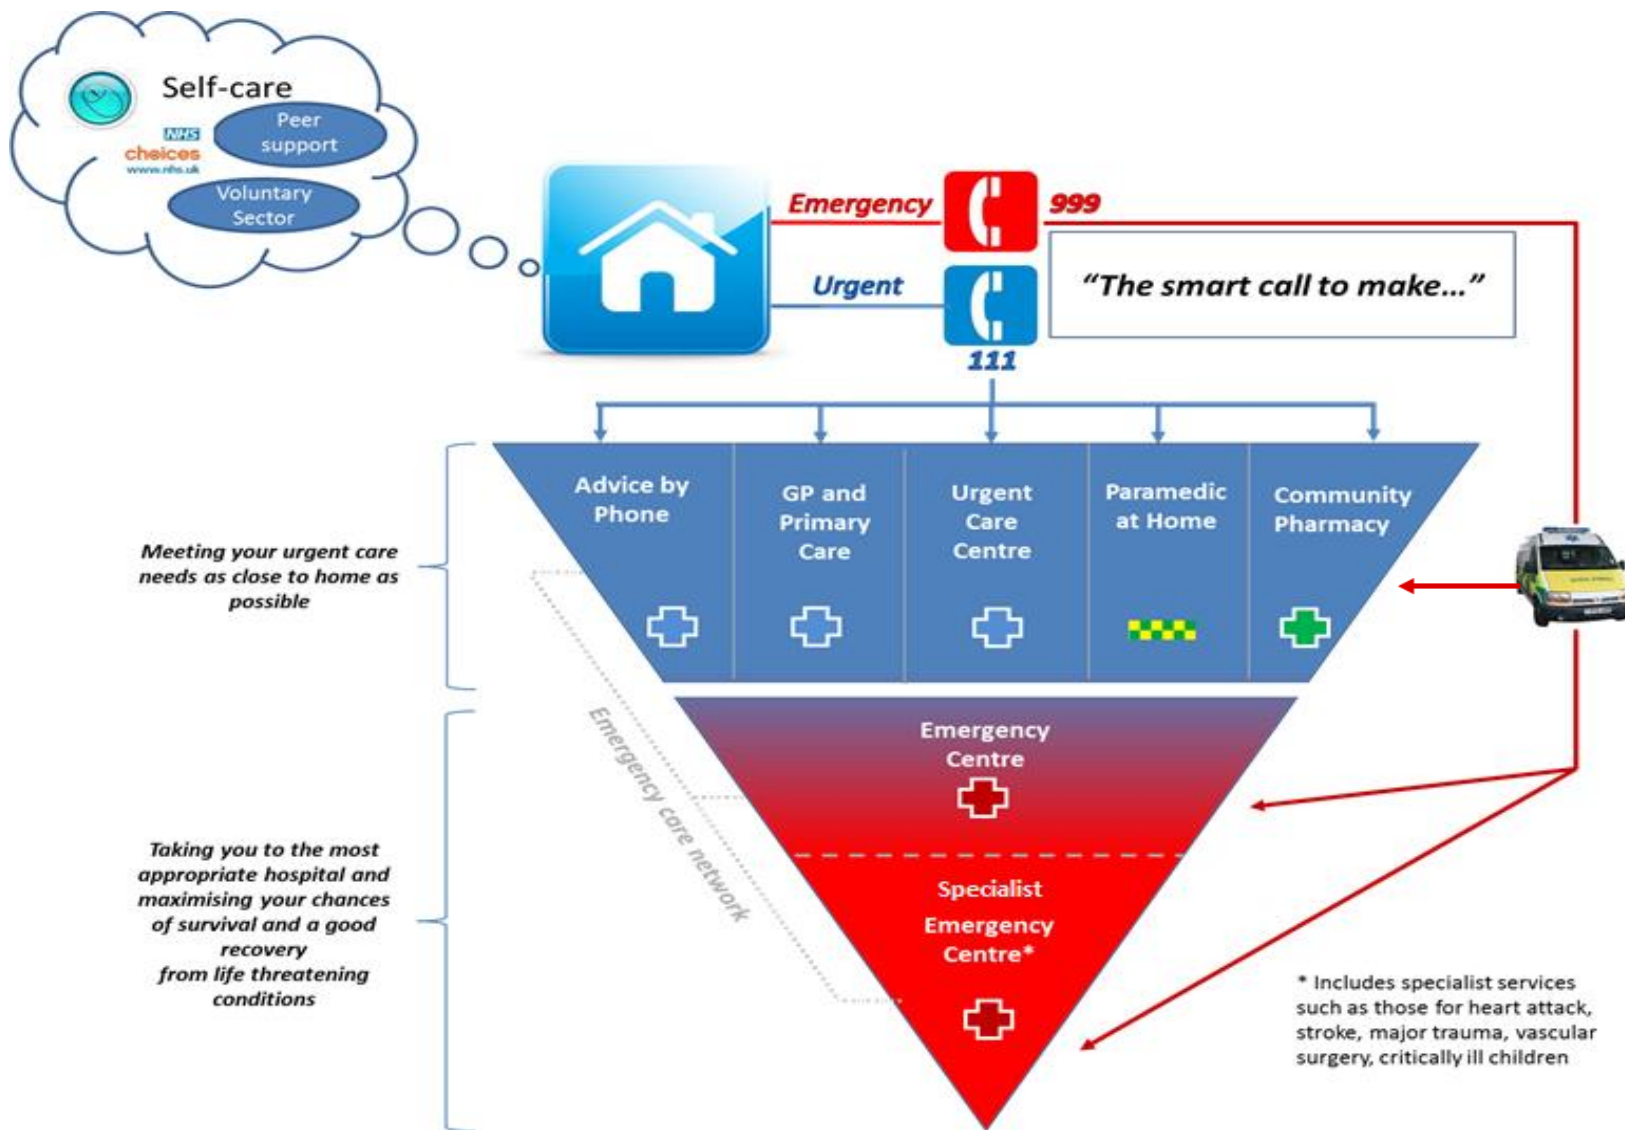 Self-care
Peer
support
NHS
choices
www.nhs.uk
Voluntary
Sector
Emergency
999
Urgent
111
“The smart call to make...”
Meeting your urgent care
needs as close to home as
possible
Advice by
Phone
GP and
Primary
Care
Urgent
Care
Centre
Paramedic
at Home
Community
Pharmacy
Emergency care network
Emergency
Centre
Taking you to the most
appropriate hospital and
maximising your chances
of survival and a good
recovery
from life threatening
conditions
Specialist
Emergency
Centre*
* Includes specialist services
such as those for heart attack,
stroke, major trauma, vascular
surgery, critically ill children